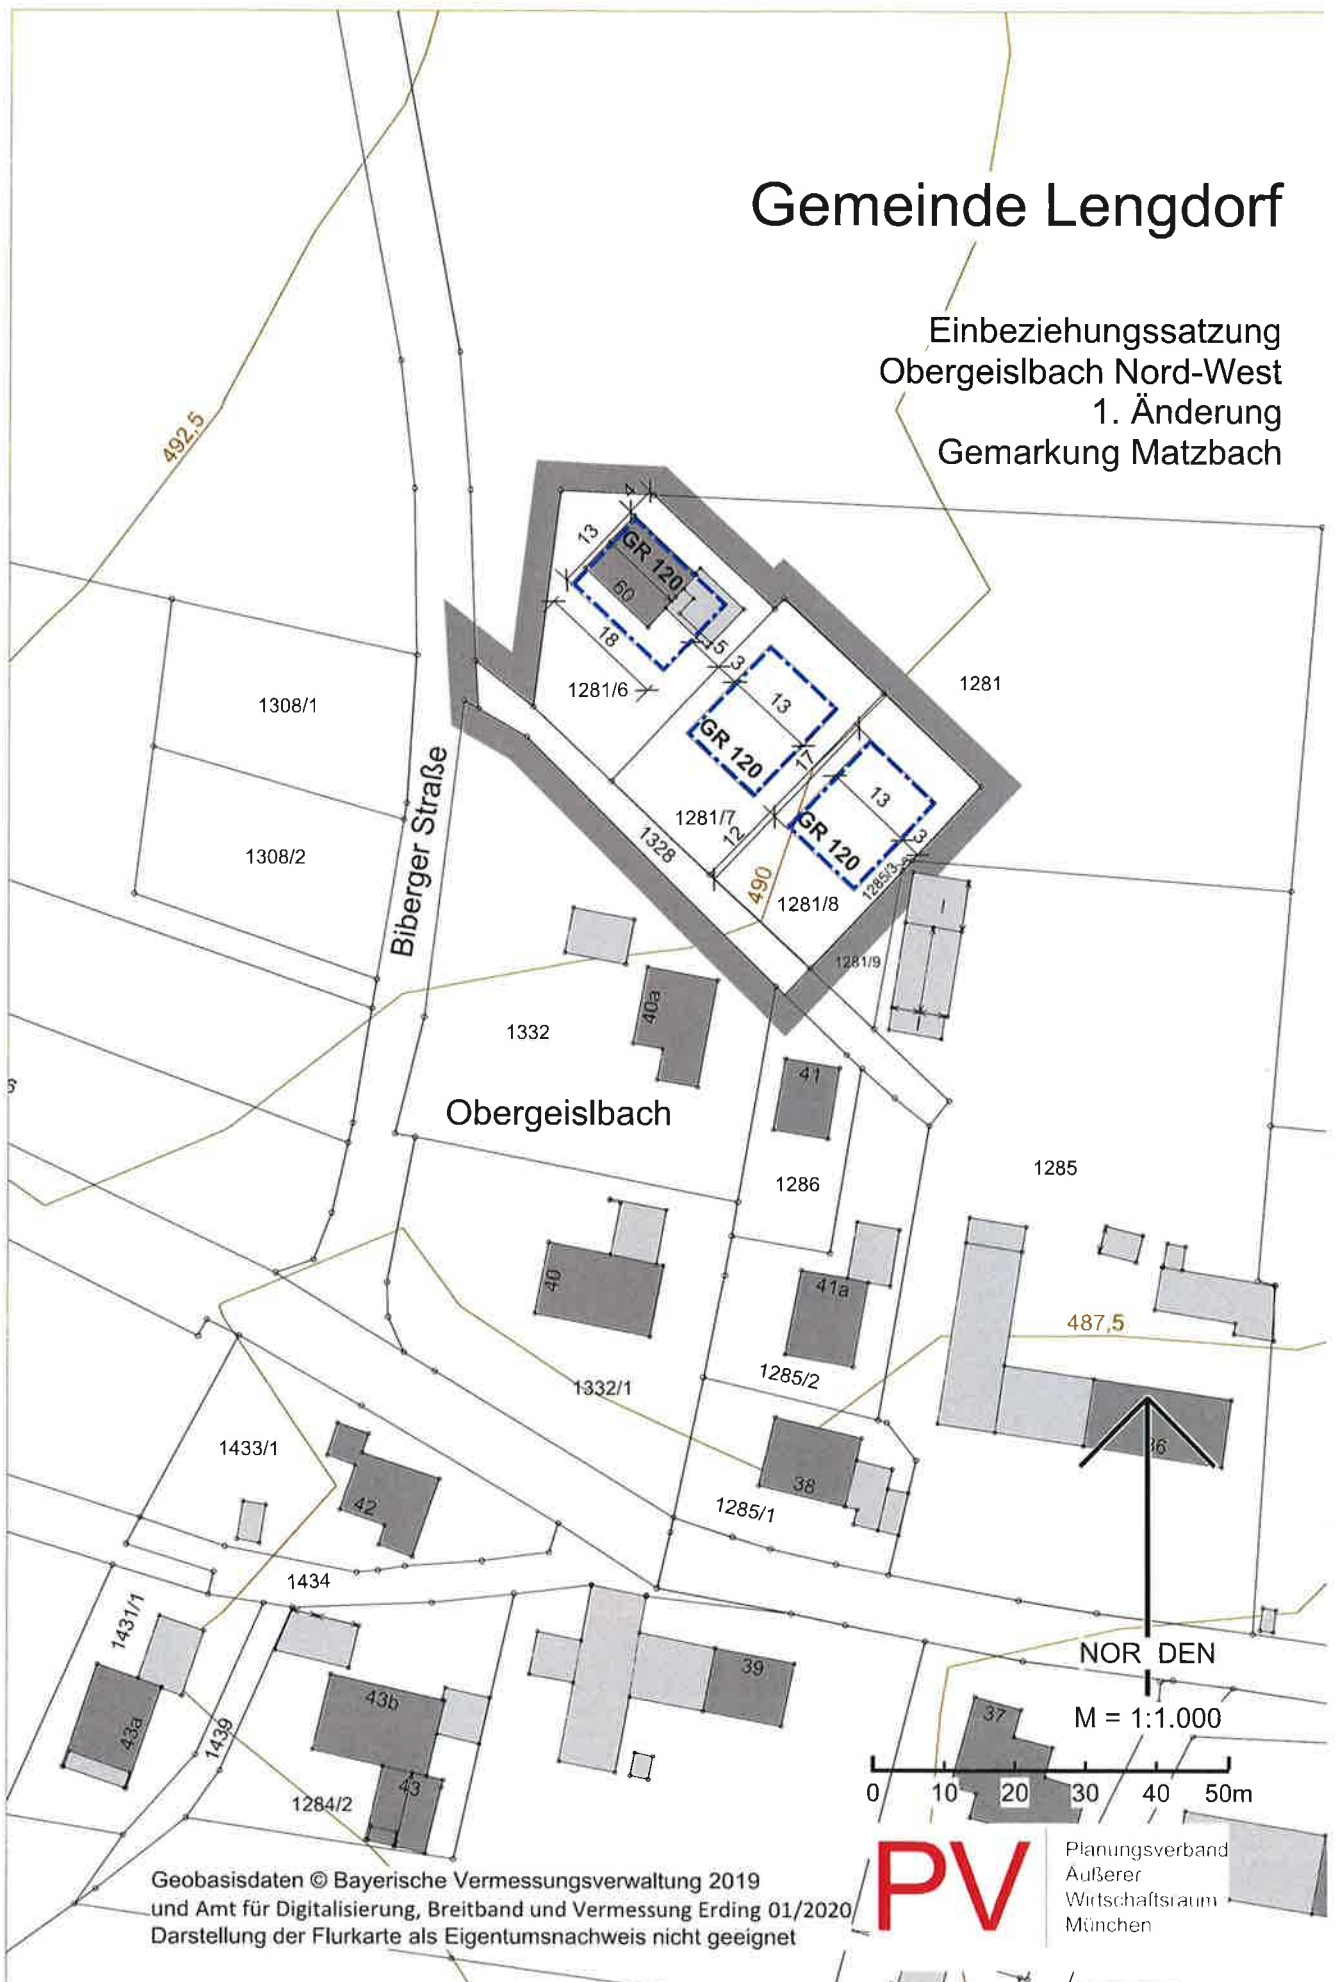 Gemeinde Lengdorf
Einbeziehungssatzung
Obergeislbach Nord-West
1. Änderung
Gemarkung Matzbach
492,5
4
13
GR 120
60
18
5
3
1281/6
1281
13
GR 120
17
1308/1
13
GR 120
3
1281/7
12
1328
1285/3
490
1281/8
1308/2
Biberger Straße
1281/9
40a
1332
41
Obergeislbach
1285
1286
40
41a
487,5
1285/2
1332/1
1433/1
36
38
42
1285/1
1434
1431/1
NORDEN
39
43b
43a
1439
37
M = 1:1.000
43
0 10 20 30 40 50m
1284/2
PV
Planungsverband
Äußerer
Wirtschaftsraum
München
Geobasisdaten © Bayerische Vermessungsverwaltung 2019
und Amt für Digitalisierung, Breitband und Vermessung Erding 01/2020
Darstellung der Flurkarte als Eigentumsnachweis nicht geeignet